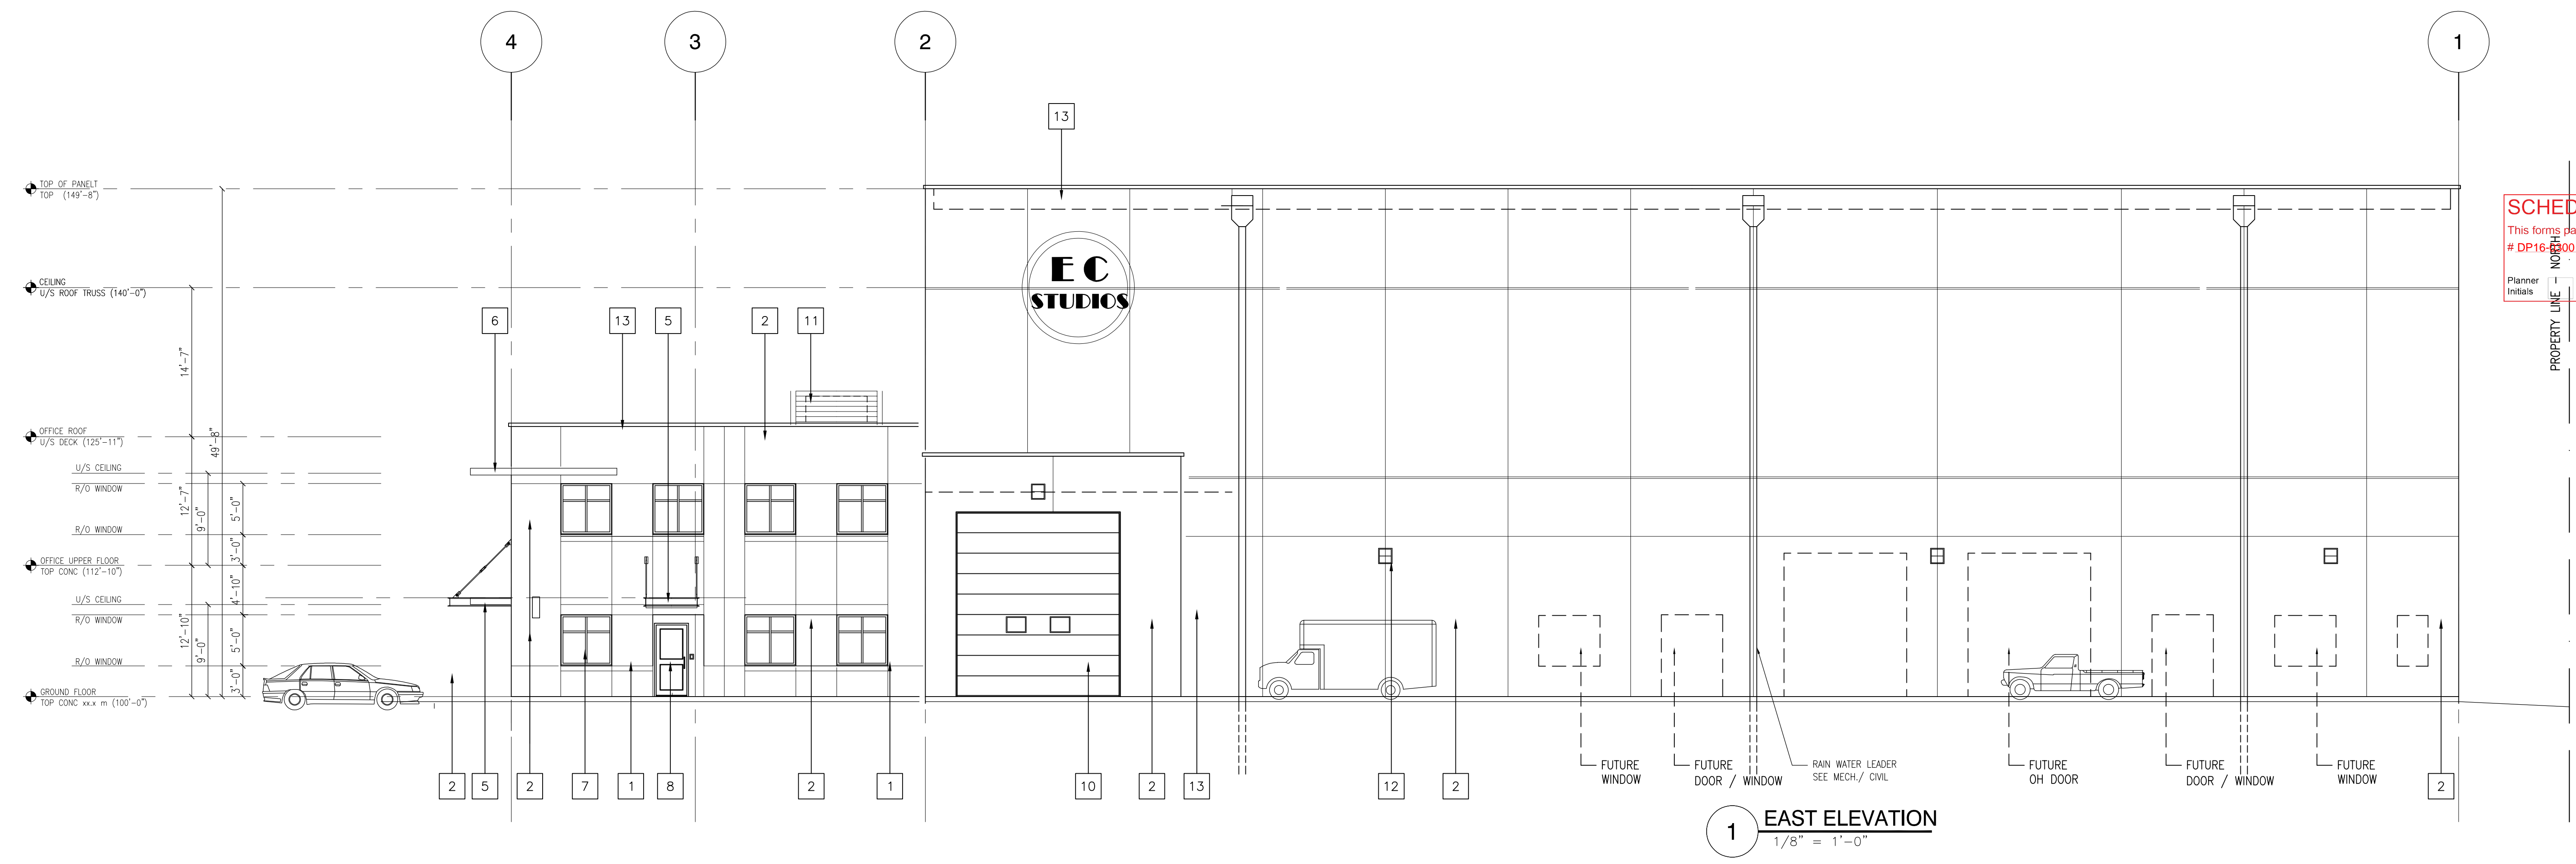 4
3
2
1
13
TOP OF PANELT
TOP (149'-8")
SCHED
This forms pa
# DP16-
Planner
Initials
PROPERTY LINE - NORTH
EC
STUDIOS
CEILING
U/S ROOF TRUSS (140'-0")
6
13
5
2
11
14'-7"
OFFICE ROOF
U/S DECK (125'-11")
49'-8"
U/S CEILING
R/O WINDOW
12'-7"
9'-0"
5'-0"
R/O WINDOW
3'-0"
OFFICE UPPER FLOOR
TOP CONC (112'-10")
4'-10"
U/S CEILING
R/O WINDOW
12'-10"
9'-0"
5'-0"
R/O WINDOW
3'-0"
GROUND FLOOR
TOP CONC xx.x m (100'-0")
2
5
2
7
1
8
2
1
10
2
13
12
2
FUTURE
WINDOW
FUTURE
DOOR / WINDOW
RAIN WATER LEADER
SEE MECH./ CIVIL
FUTURE
OH DOOR
FUTURE
DOOR / WINDOW
FUTURE
WINDOW
2
1
EAST ELEVATION
1/8" = 1'-0"